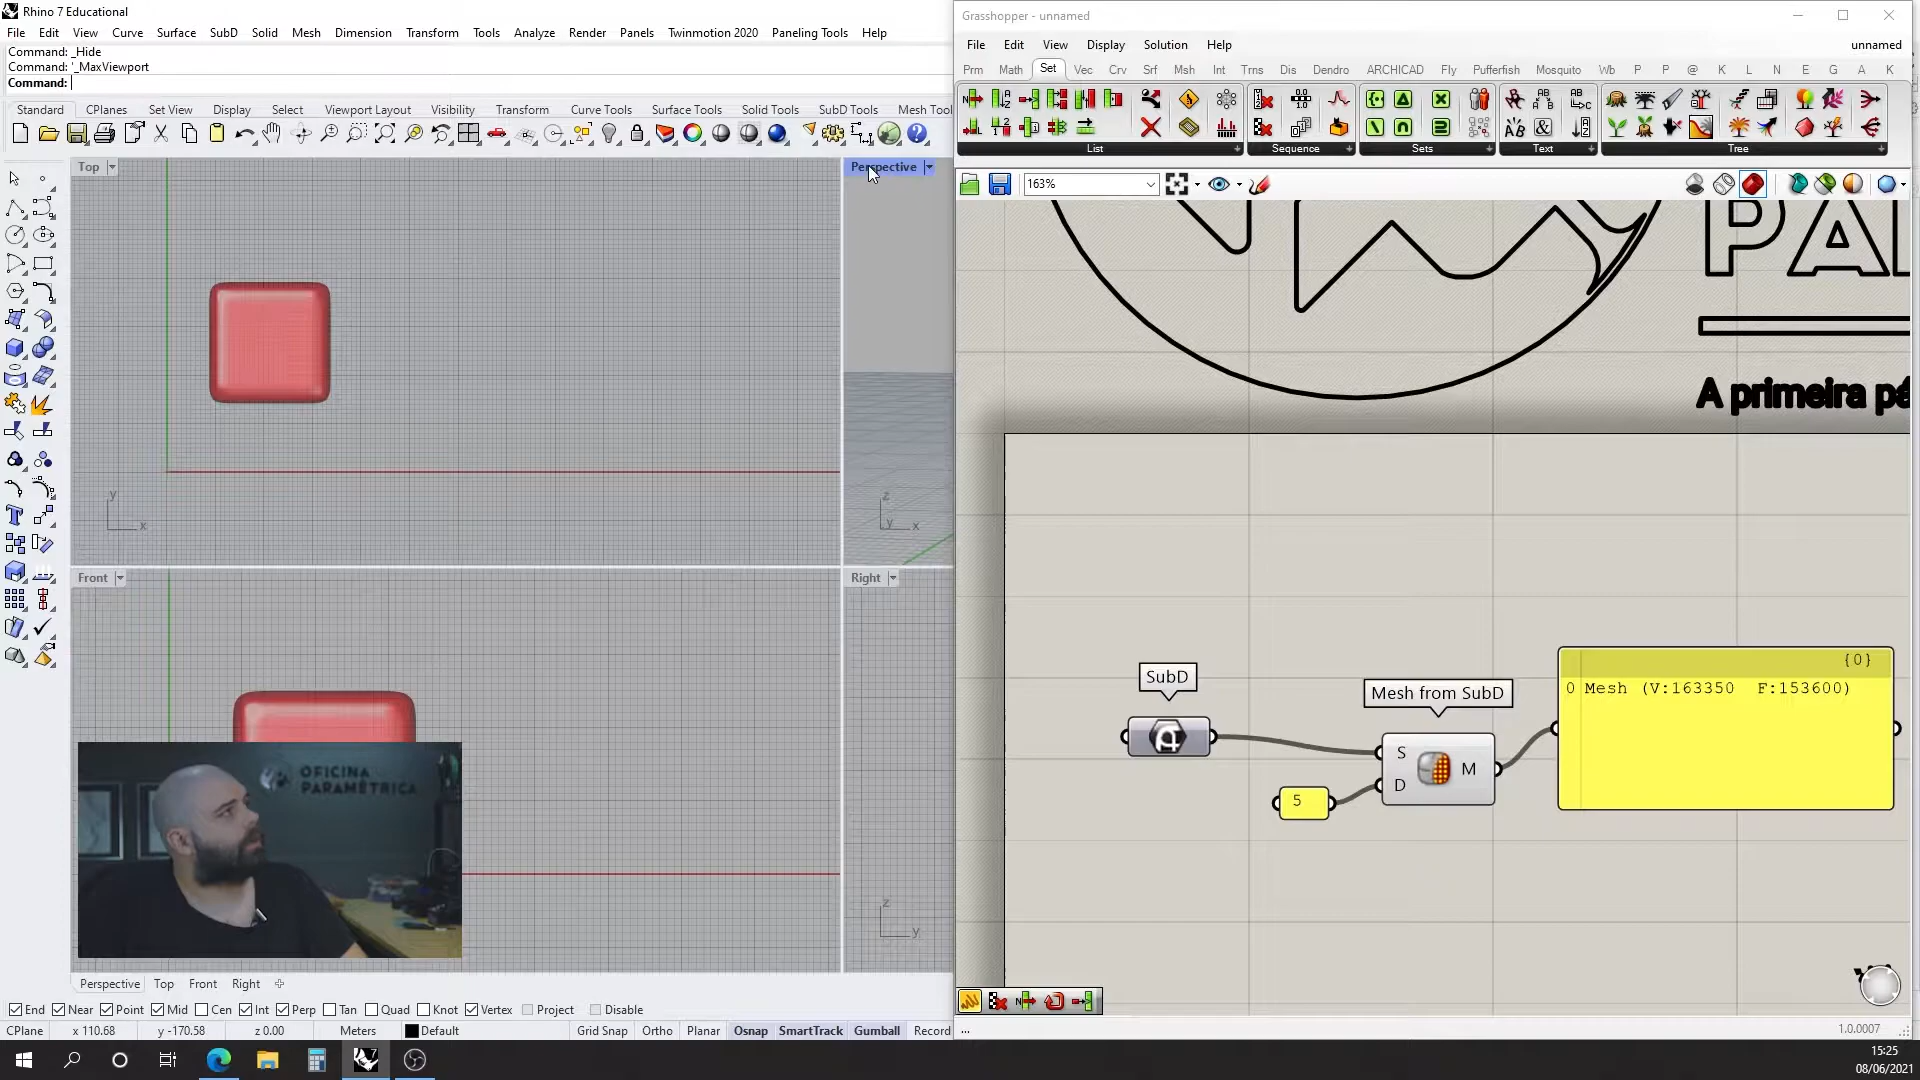 Rhino 7 Educational
File Edit View Curve Surface SubD Solid Mesh Dimension Transform Tools Analyze Render Panels Twinmotion 2020 Paneling Tools Help
Command: _Hide
Command: '_MaxViewport
Command:
Standard CPlanes Set View Display Select Viewport Layout Visibility Transform Curve Tools Surface Tools Solid Tools SubD Tools Mesh Tool
Top
Perspective
y
x
z
y
x
Front
Right
z
y
OFICINA
PARAMÉTRICA
Perspective Top Front Right
End Near Point Mid Cen Int Perp Tan Quad Knot Vertex Project Disable
CPlane x 110.68 y -170.58 z 0.00 Meters Default Grid Snap Ortho Planar Osnap SmartTrack Gumball Record
Grasshopper - unnamed
File Edit View Display Solution Help unnamed
Prm Math Set Vec Crv Srf Msh Int Trns Dis Dendro ARCHICAD Fly Pufferfish Mosquito Wb P P @ K L N E G A K
List Sequence Sets Text Tree
163%
PA
A primeira pé
SubD
Mesh from SubD
S
D
M
5
{0}
0 Mesh (V:163350 F:153600)
...
1.0.0007
15:25
08/06/2021